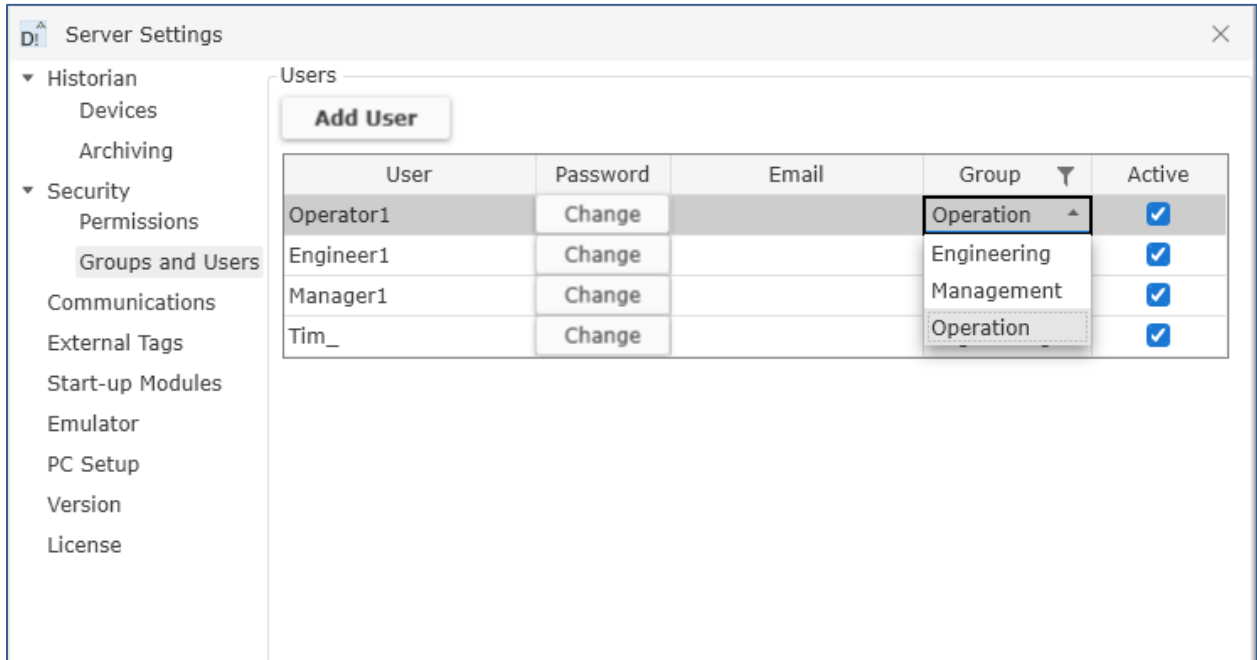 D! Server Settings
Historian
Devices
Archiving
Security
Permissions
Groups and Users
Communications
External Tags
Start-up Modules
Emulator
PC Setup
Version
License
Users
Add User
User Password Email Group Active
Operator1 Change Operation
Engineer1 Change
Manager1 Change
Tim_ Change
Engineering
Management
Operation